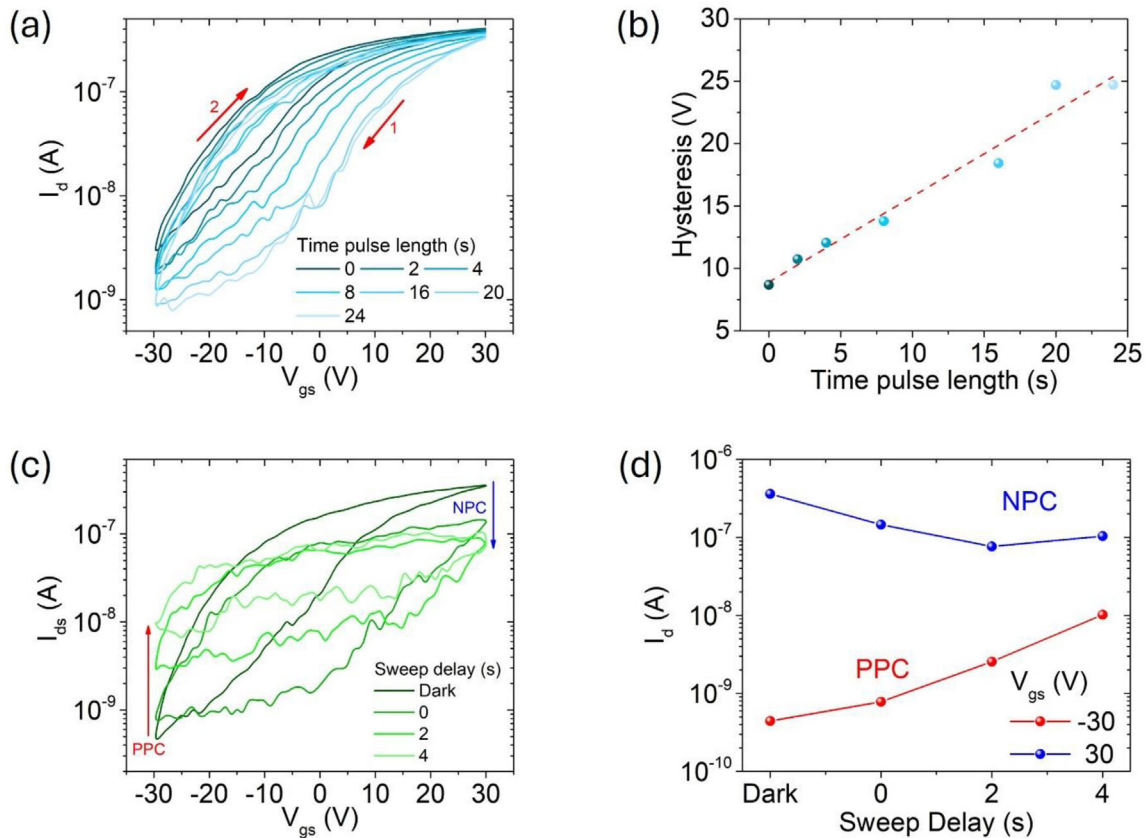 (a)
10⁻⁷
10⁻⁸
10⁻⁹
I_d (A)
2
1
Time pulse length (s)
0 2 4
8 16 20
24
-30 -20 -10 0 10 20 30
V_gs (V)
(b)
30
25
20
15
10
5
Hysteresis (V)
0 5 10 15 20 25
Time pulse length (s)
(c)
10⁻⁷
10⁻⁸
10⁻⁹
I_ds (A)
NPC
PPC
Sweep delay (s)
Dark
0
2
4
-30 -20 -10 0 10 20 30
V_gs (V)
(d)
10⁻⁶
10⁻⁷
10⁻⁸
10⁻⁹
10⁻¹⁰
I_d (A)
NPC
PPC
V_gs (V)
-30
30
Dark 0 2 4
Sweep Delay (s)